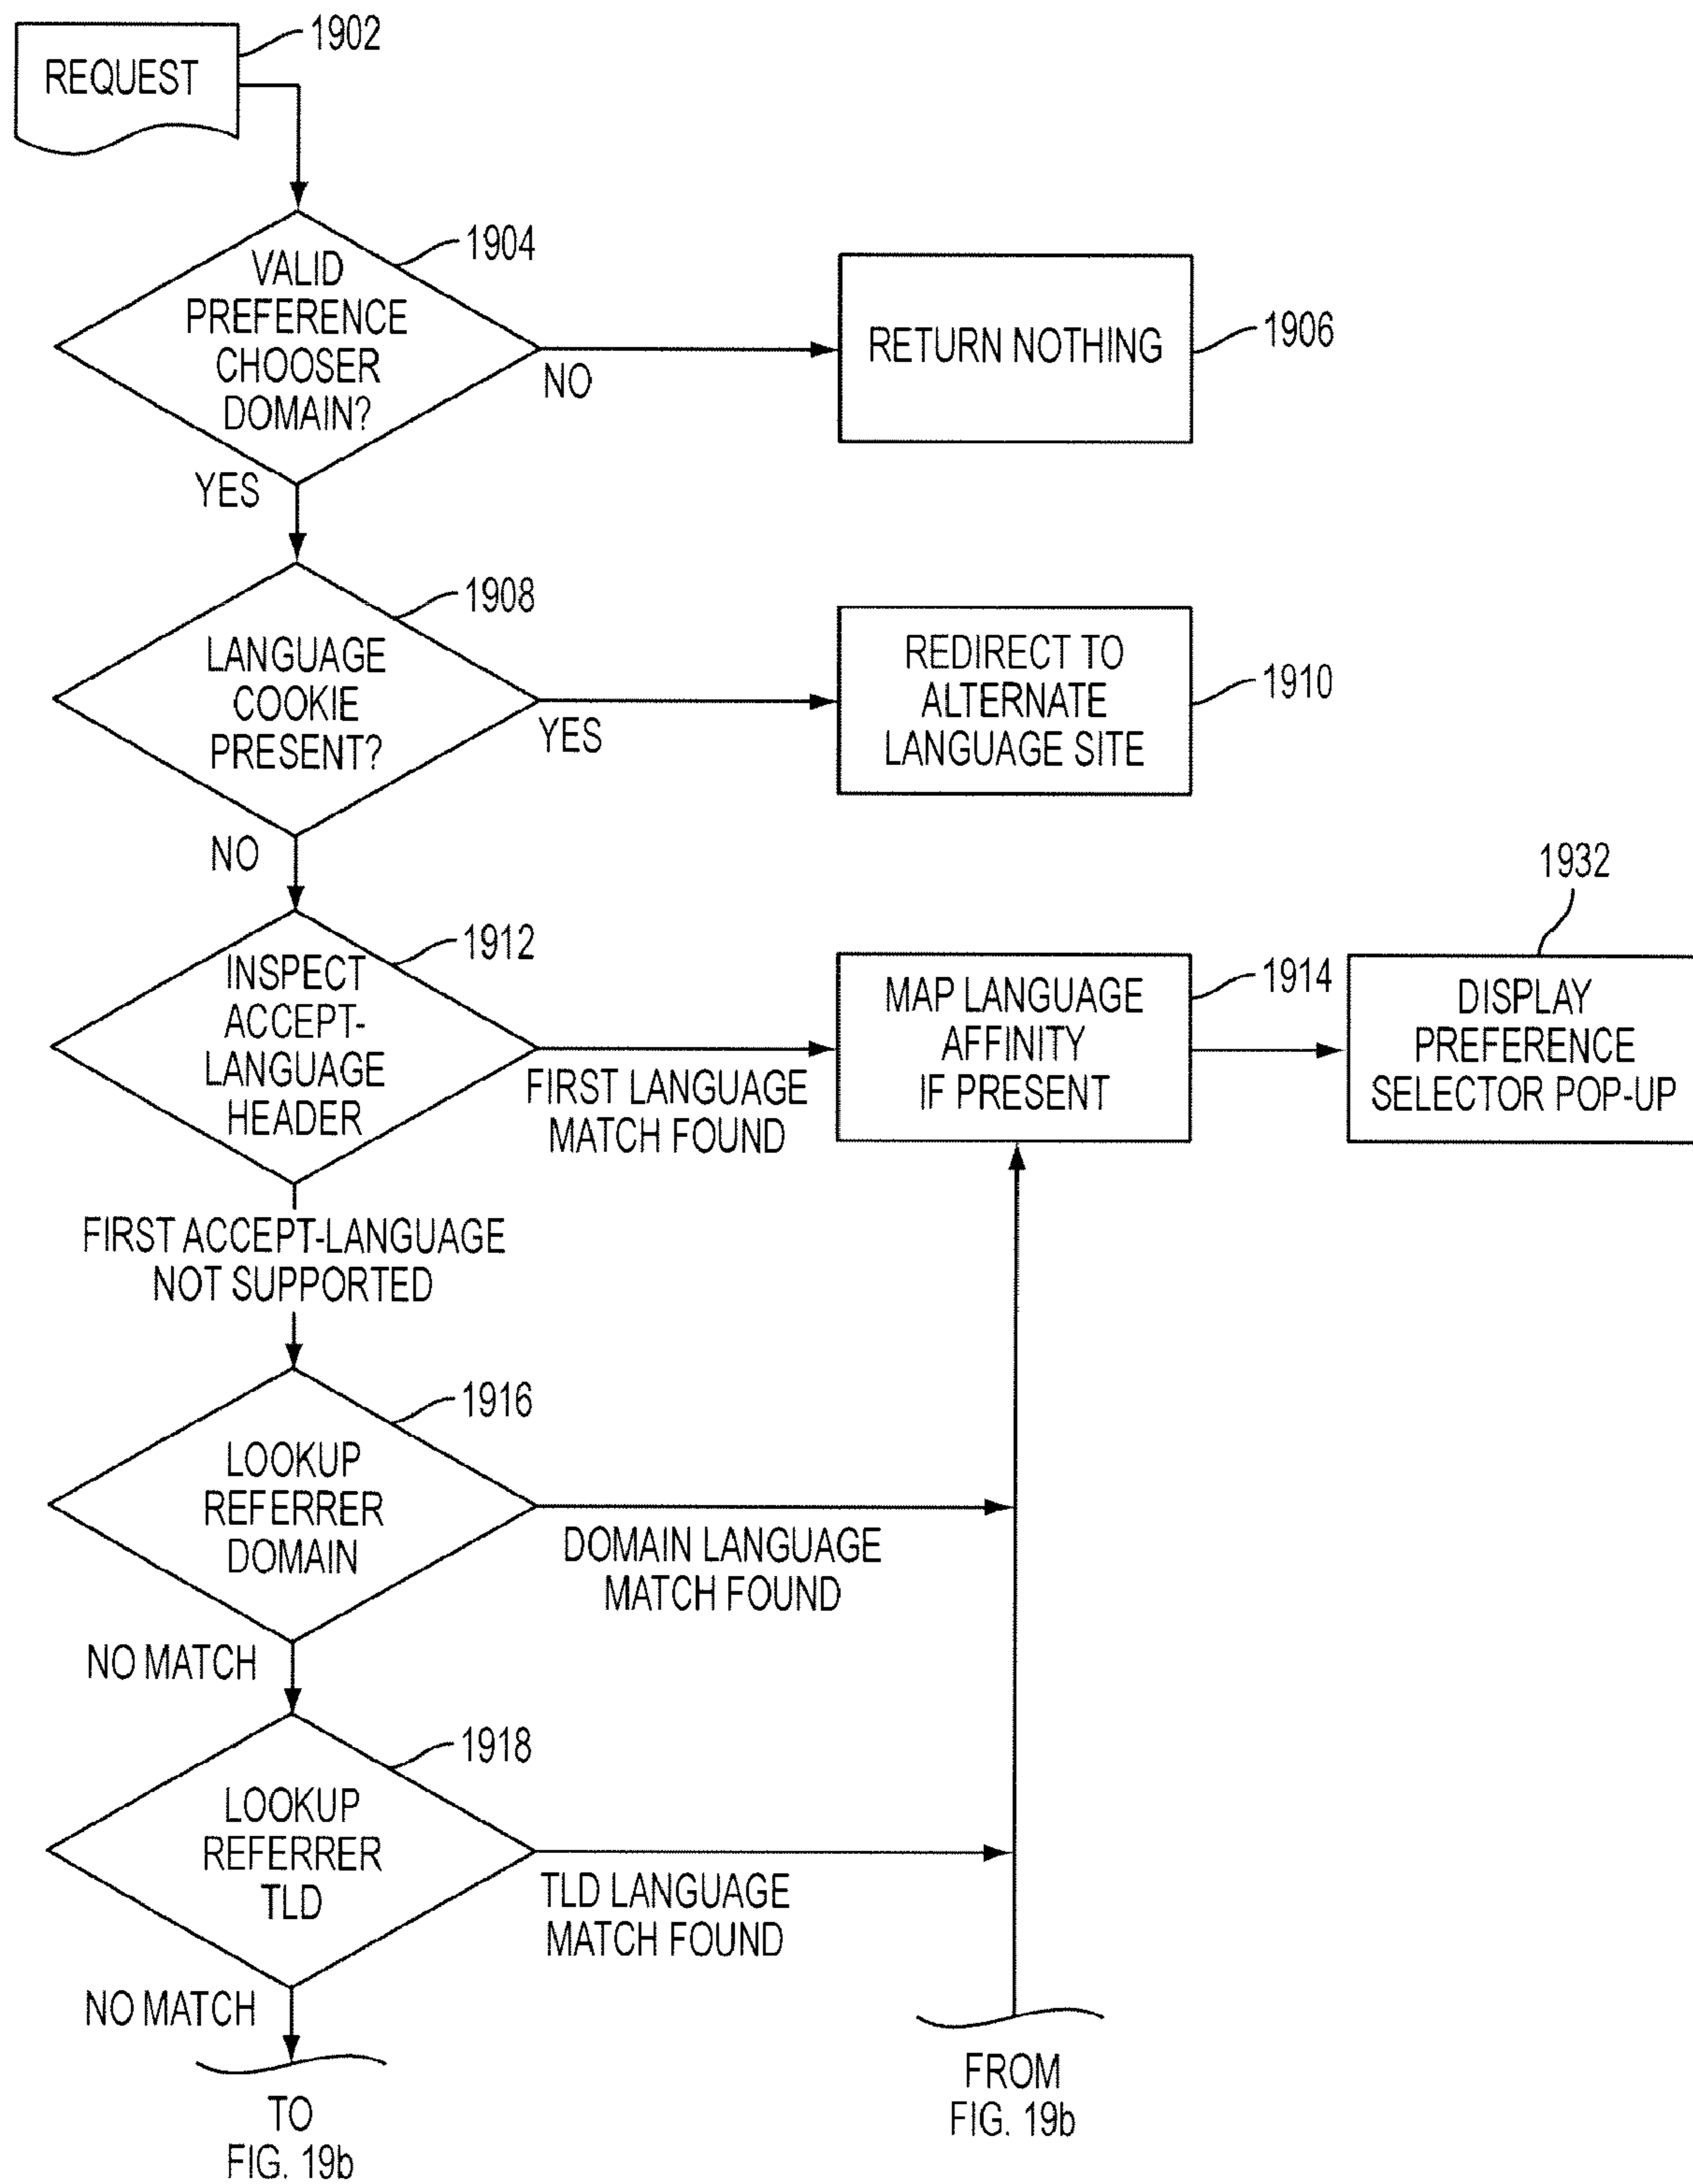 1902
REQUEST
1904
VALID
PREFERENCE
CHOOSER
DOMAIN?
NO
YES
RETURN NOTHING
1906
1908
LANGUAGE
COOKIE
PRESENT?
YES
NO
REDIRECT TO
ALTERNATE
LANGUAGE SITE
1910
1912
INSPECT
ACCEPT-
LANGUAGE
HEADER
FIRST LANGUAGE
MATCH FOUND
MAP LANGUAGE
AFFINITY
IF PRESENT
1914
1932
DISPLAY
PREFERENCE
SELECTOR POP-UP
FIRST ACCEPT-LANGUAGE
NOT SUPPORTED
1916
LOOKUP
REFERRER
DOMAIN
DOMAIN LANGUAGE
MATCH FOUND
NO MATCH
1918
LOOKUP
REFERRER
TLD
TLD LANGUAGE
MATCH FOUND
NO MATCH
TO
FIG. 19b
FROM
FIG. 19b